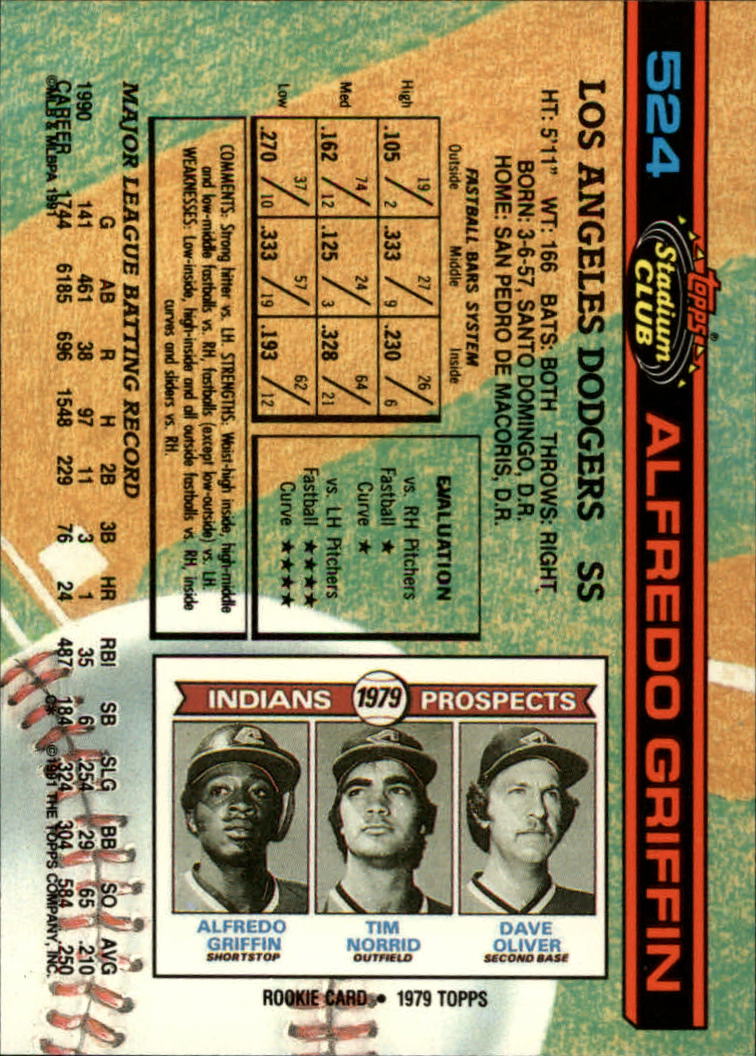 524
topps®
Stadium
CLUB
ALFREDO GRIFFIN
LOS ANGELES DODGERS SS
HT: 5'11" WT: 166 BATS: BOTH THROWS: RIGHT
BORN: 3-6-57, SANTO DOMINGO, D.R.
HOME: SAN PEDRO DE MACORIS, D.R.
FASTBALL BARS SYSTEM
Outside Middle Inside
High .105 19/2 .333 27/9 .230 26/6
Med .162 74/12 .125 24/3 .328 64/21
Low .270 37/10 .333 57/19 .193 62/12
EVALUATION
vs. RH Pitchers
Fastball ★
Curve ★
vs. LH Pitchers
Fastball ★★★★
Curve ★★★★
COMMENTS: Strong hitter vs. LH. STRENGTHS: Waist-high inside, high-middle
and low-middle fastballs vs. RH, fastballs (except low-outside) vs. LH.
WEAKNESSES: Low-inside, high-inside and all outside fastballs vs. RH, inside
curves and sliders vs. RH.
MAJOR LEAGUE BATTING RECORD
G AB R H 2B 3B HR RBI SB SLG BB SO AVG
1990 141 461 38 97 11 3 1 35 6 .254 29 65 .210
CAREER 1744 6185 696 1548 229 76 24 487 184 .324 304 584 .250
©MLB & MLBPA 1991
C* ©1991 THE TOPPS COMPANY, INC.
INDIANS 1979 PROSPECTS
ALFREDO
GRIFFIN
SHORTSTOP
TIM
NORRID
OUTFIELD
DAVE
OLIVER
SECOND BASE
ROOKIE CARD • 1979 TOPPS